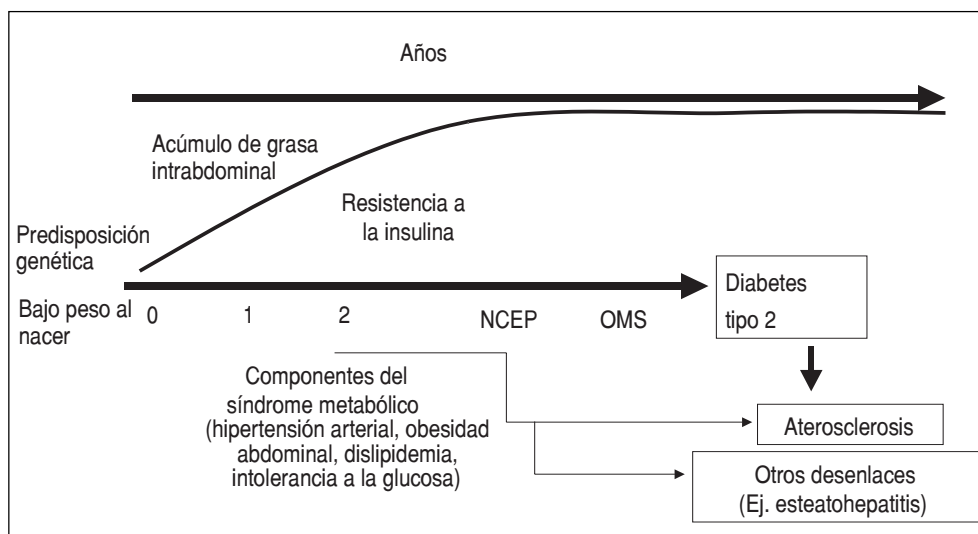 Años
Acúmulo de grasa
intrabdominal
Resistencia a
la insulina
Predisposición
genética
Bajo peso al
nacer
0 1 2 NCEP OMS
Diabetes
tipo 2
Componentes del
síndrome metabólico
(hipertensión arterial, obesidad
abdominal, dislipidemia,
intolerancia a la glucosa)
Aterosclerosis
Otros desenlaces
(Ej. esteatohepatitis)